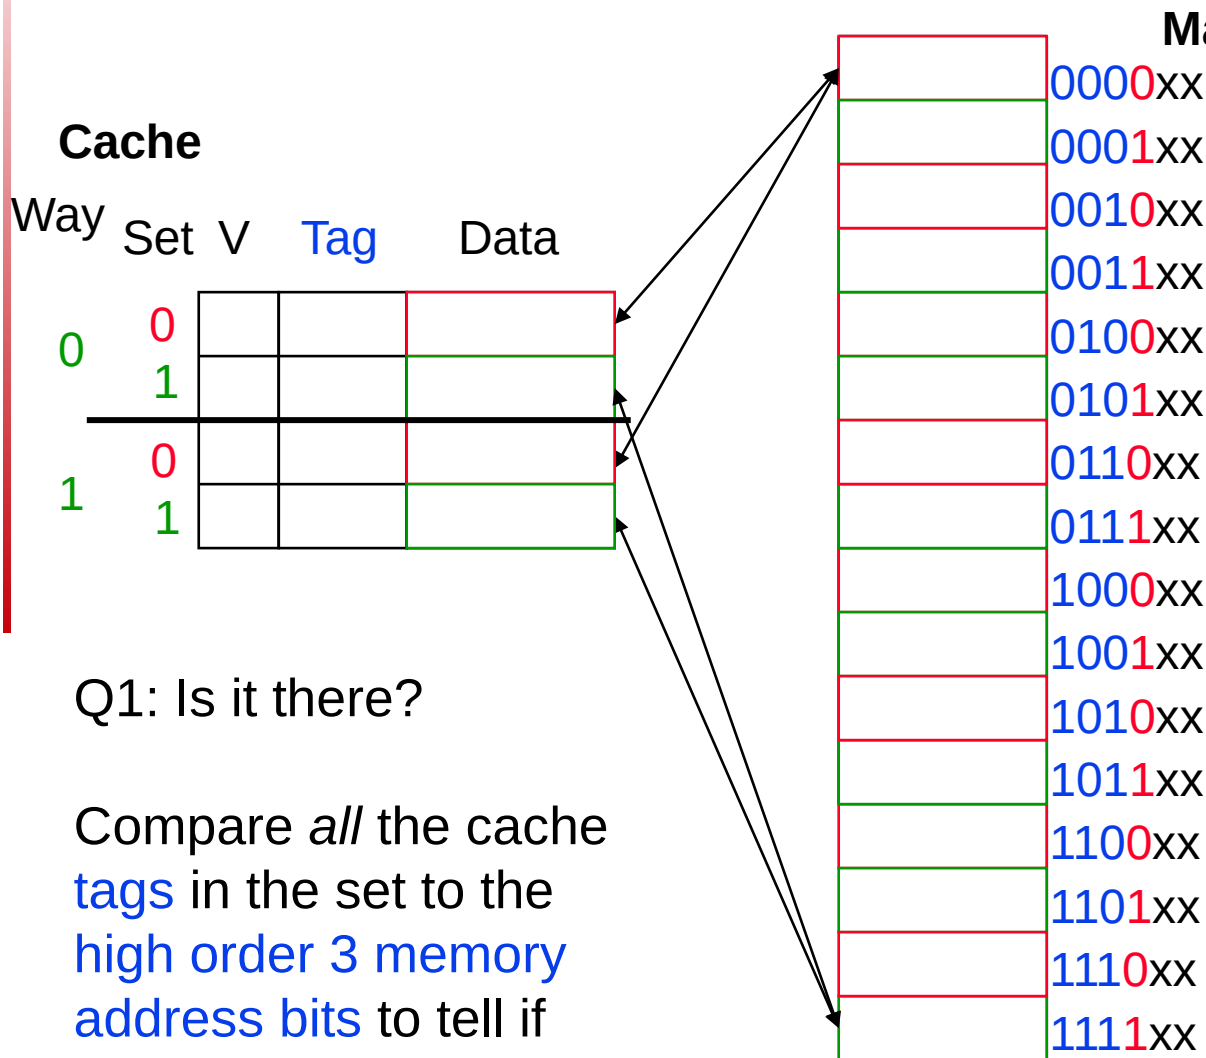 Ma
Cache
Way Set V Tag Data
0
0
1
0
1
1
0000xx
0001xx
0010xx
0011xx
0100xx
0101xx
0110xx
0111xx
1000xx
1001xx
1010xx
1011xx
1100xx
1101xx
1110xx
1111xx
Q1: Is it there?
Compare all the cache
tags in the set to the
high order 3 memory
address bits to tell if